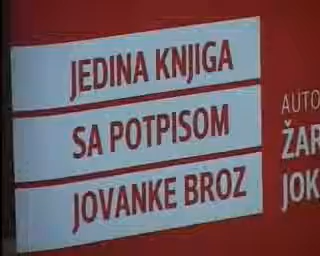 JEDINA KNJIGA
SA POTPISOM
JOVANKE BROZ
AUTO
ŽAR
JOK